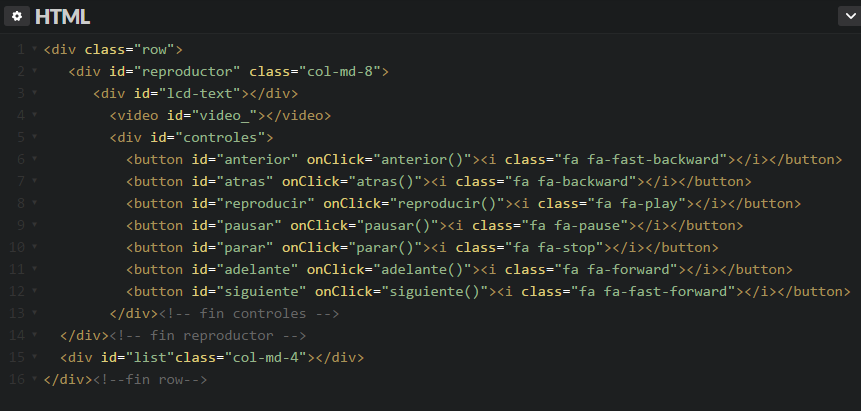 HTML
1 <div class="row">
2 <div id="reproductor" class="col-md-8">
3 <div id="lcd-text"></div>
4 <video id="video_"></video>
5 <div id="controles">
6 <button id="anterior" onClick="anterior()"><i class="fa fa-fast-backward"></i></button>
7 <button id="atras" onClick="atras()"><i class="fa fa-backward"></i></button>
8 <button id="reproducir" onClick="reproducir()"><i class="fa fa-play"></i></button>
9 <button id="pausar" onClick="pausar()"><i class="fa fa-pause"></i></button>
10 <button id="parar" onClick="parar()"><i class="fa fa-stop"></i></button>
11 <button id="adelante" onClick="adelante()"><i class="fa fa-forward"></i></button>
12 <button id="siguiente" onClick="siguiente()"><i class="fa fa-fast-forward"></i></button>
13 </div><!-- fin controles -->
14 </div><!-- fin reproductor -->
15 <div id="list"class="col-md-4"></div>
16 </div><!--fin row-->